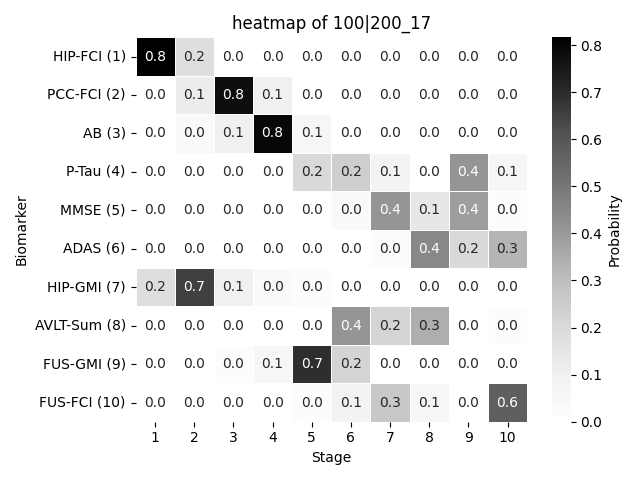 heatmap of 100|200_17
HIP-FCI (1) 0.8 0.2 0.0 0.0 0.0 0.0 0.0 0.0 0.0 0.0
PCC-FCI (2) 0.0 0.1 0.8 0.1 0.0 0.0 0.0 0.0 0.0 0.0
AB (3) 0.0 0.0 0.1 0.8 0.1 0.0 0.0 0.0 0.0 0.0
P-Tau (4) 0.0 0.0 0.0 0.0 0.2 0.2 0.1 0.0 0.4 0.1
MMSE (5) 0.0 0.0 0.0 0.0 0.0 0.0 0.4 0.1 0.4 0.0
ADAS (6) 0.0 0.0 0.0 0.0 0.0 0.0 0.0 0.4 0.2 0.3
HIP-GMI (7) 0.2 0.7 0.1 0.0 0.0 0.0 0.0 0.0 0.0 0.0
AVLT-Sum (8) 0.0 0.0 0.0 0.0 0.0 0.4 0.2 0.3 0.0 0.0
FUS-GMI (9) 0.0 0.0 0.0 0.1 0.7 0.2 0.0 0.0 0.0 0.0
FUS-FCI (10) 0.0 0.0 0.0 0.0 0.0 0.1 0.3 0.1 0.0 0.6
1 2 3 4 5 6 7 8 9 10
Stage
Biomarker
0.8
0.7
0.6
0.5
0.4
0.3
0.2
0.1
0.0
Probability